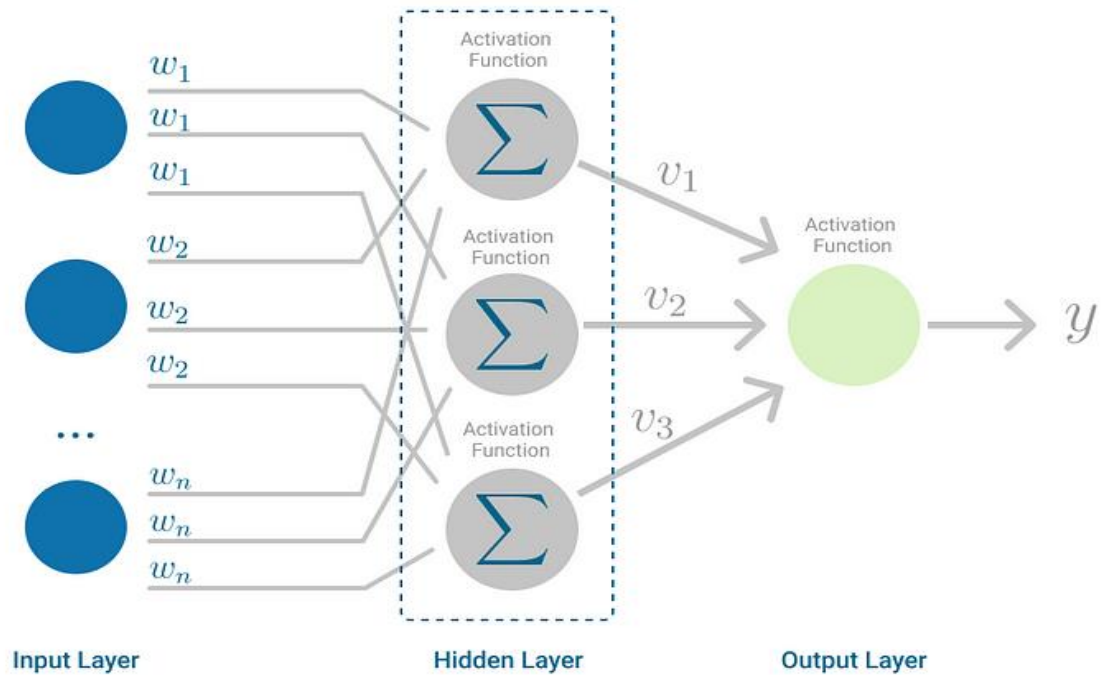 w1
w1
w1
w2
w2
w2
...
wn
wn
wn
Activation
Function
Σ
Activation
Function
Σ
Activation
Function
Σ
v1
v2
v3
Activation
Function
y
Input Layer
Hidden Layer
Output Layer